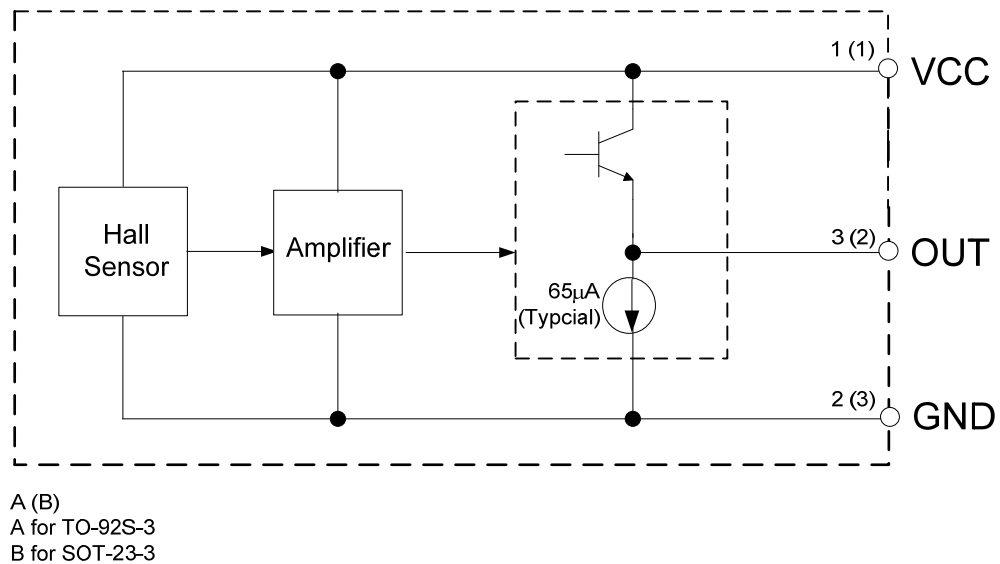 1 (1)
VCC
Hall
Sensor
Amplifier
3 (2)
OUT
65μA
(Typcial)
2 (3)
GND
A (B)
A for TO-92S-3
B for SOT-23-3